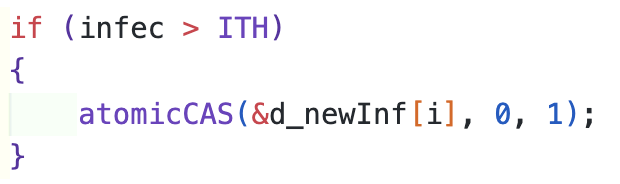 if (infec > ITH)
{
    atomicCAS(&d_newInf[i], 0, 1);
}